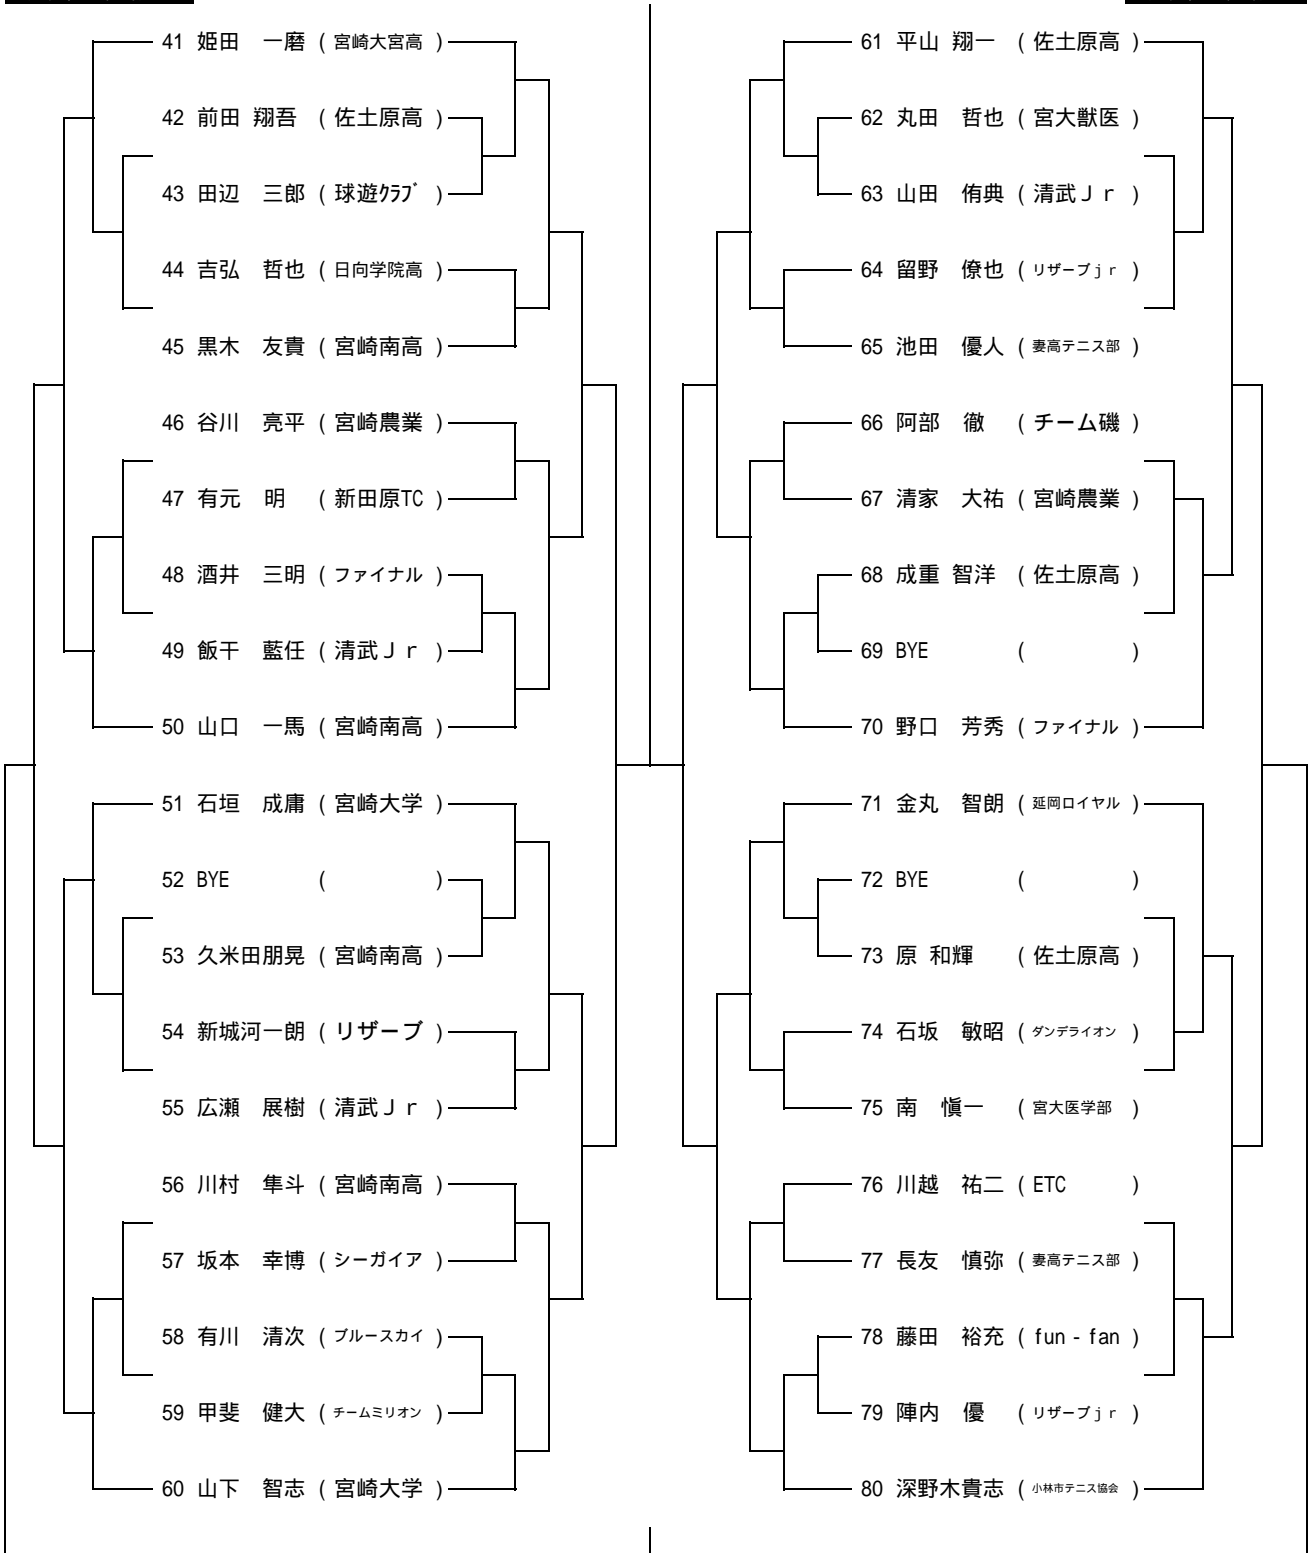 41 姫田　一磨 ( 宮崎大宮高 )
42 前田 翔吾 ( 佐土原高 )
43 田辺　三郎 ( 球遊ｸﾗﾌﾞ )
44 吉弘　哲也 ( 日向学院高 )
45 黒木　友貴 ( 宮崎南高 )
46 谷川　亮平 ( 宮崎農業 )
47 有元　明 ( 新田原TC )
48 酒井　三明 ( ファイナル )
49 飯干　藍任 ( 清武Ｊｒ )
50 山口　一馬 ( 宮崎南高 )
51 石垣　成庸 ( 宮崎大学 )
52 BYE ( )
53 久米田朋晃 ( 宮崎南高 )
54 新城河一朗 ( リザーブ )
55 広瀬　展樹 ( 清武Ｊｒ )
56 川村　隼斗 ( 宮崎南高 )
57 坂本　幸博 ( シーガイア )
58 有川　清次 ( ブルースカイ )
59 甲斐　健大 ( チームミリオン )
60 山下　智志 ( 宮崎大学 )
61 平山 翔一 ( 佐土原高 )
62 丸田　哲也 ( 宮大獣医 )
63 山田　侑典 ( 清武Ｊｒ )
64 留野　僚也 ( リザーブｊｒ )
65 池田　優人 ( 妻高テニス部 )
66 阿部　徹 ( チーム磯 )
67 清家　大祐 ( 宮崎農業 )
68 成重 智洋 ( 佐土原高 )
69 BYE ( )
70 野口　芳秀 ( ファイナル )
71 金丸　智朗 ( 延岡ロイヤル )
72 BYE ( )
73 原 和輝 ( 佐土原高 )
74 石坂　敏昭 ( ダンデライオン )
75 南　愼一 ( 宮大医学部 )
76 川越　祐二 ( ETC )
77 長友　慎弥 ( 妻高テニス部 )
78 藤田　裕充 ( fun - fan )
79 陣内　優 ( リザーブｊｒ )
80 深野木貴志 ( 小林市テニス協会 )